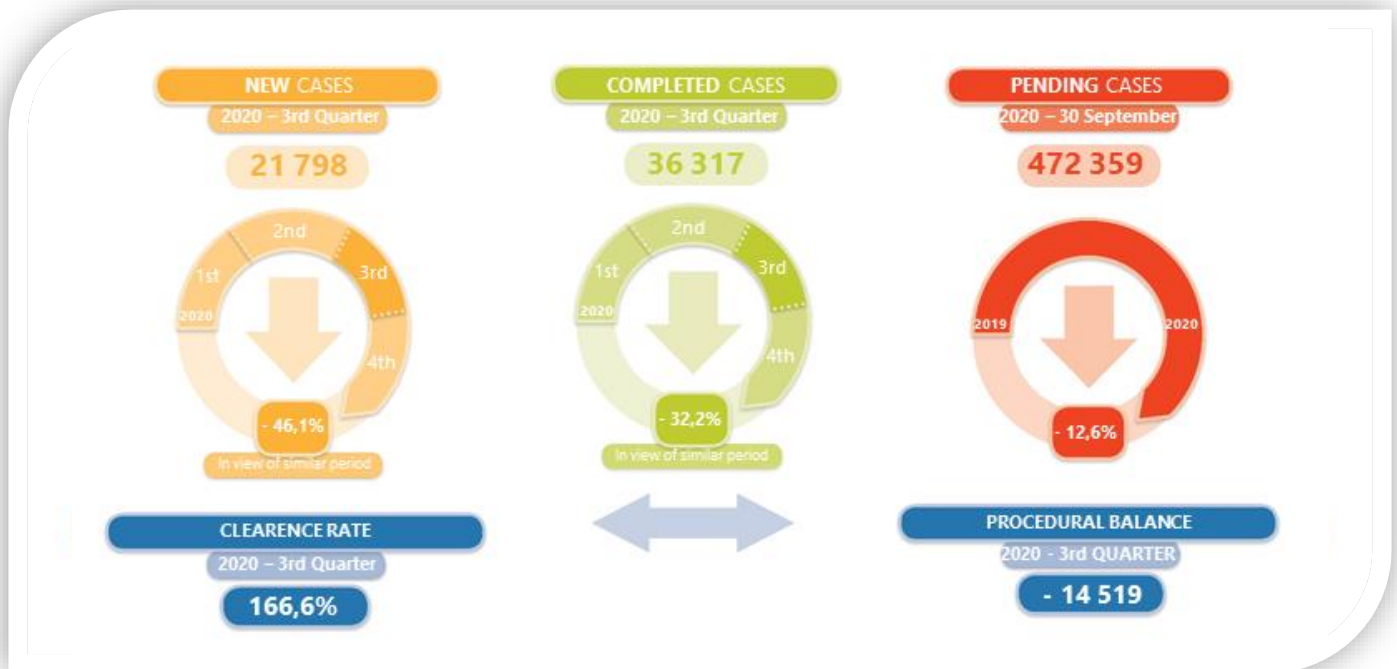 NEW CASES
2020 – 3rd Quarter
21 798
1st
2nd
3rd
4th
2020
- 46,1%
In view of similar period
COMPLETED CASES
2020 – 3rd Quarter
36 317
1st
2nd
3rd
4th
2020
- 32,2%
In view of similar period
PENDING CASES
2020 – 30 September
472 359
2019
2020
- 12,6%
CLEARENCE RATE
2020 – 3rd Quarter
166,6%
PROCEDURAL BALANCE
2020 - 3rd QUARTER
- 14 519